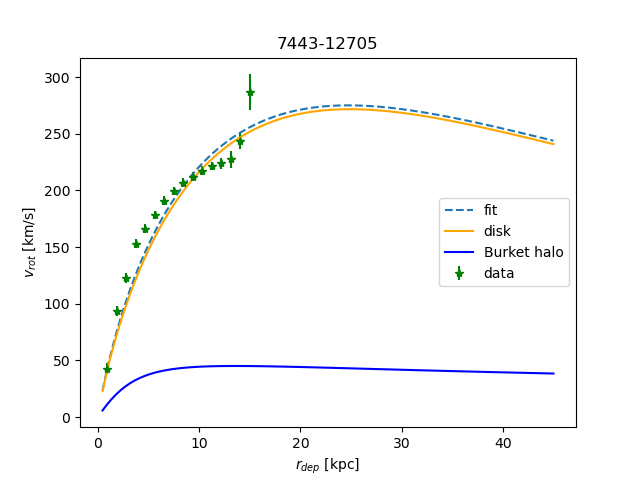 7443-12705
300
250
200
150
100
50
0
v_rot [km/s]
fit
disk
Burket halo
data
0 10 20 30 40
r_dep [kpc]